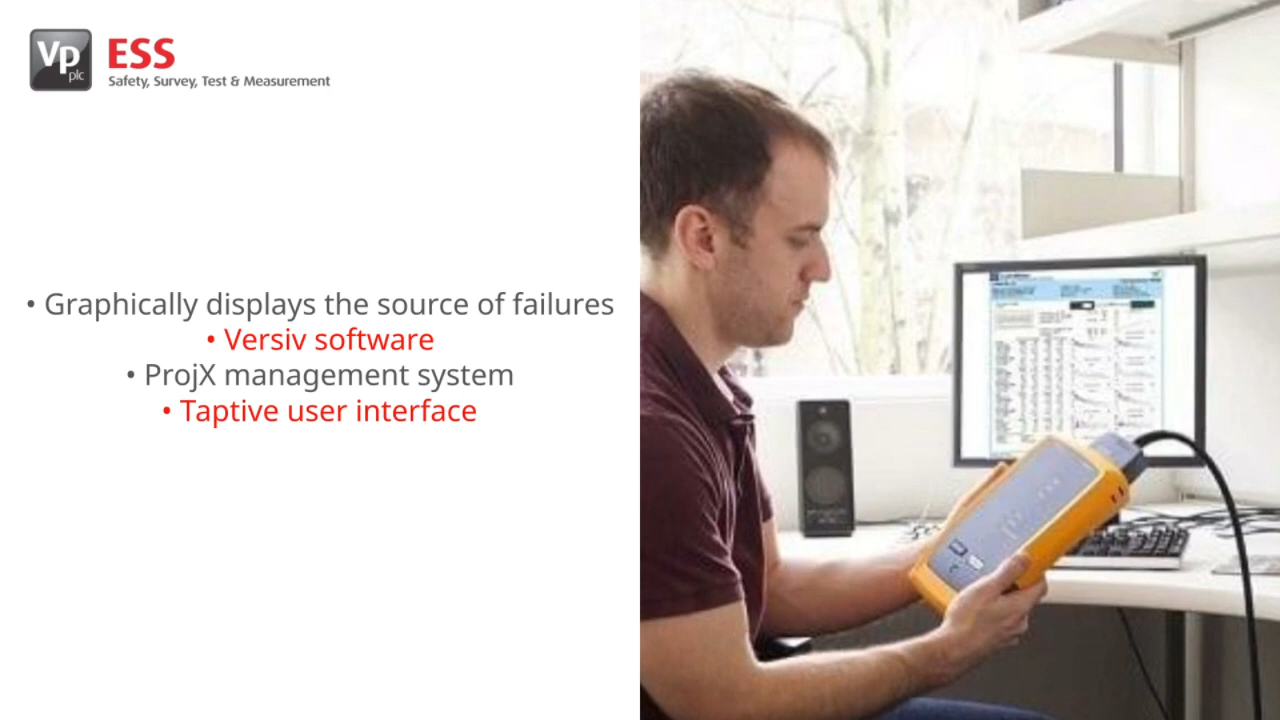 Vp
plc
ESS
Safety, Survey, Test & Measurement
• Graphically displays the source of failures
• Versiv software
• ProjX management system
• Taptive user interface